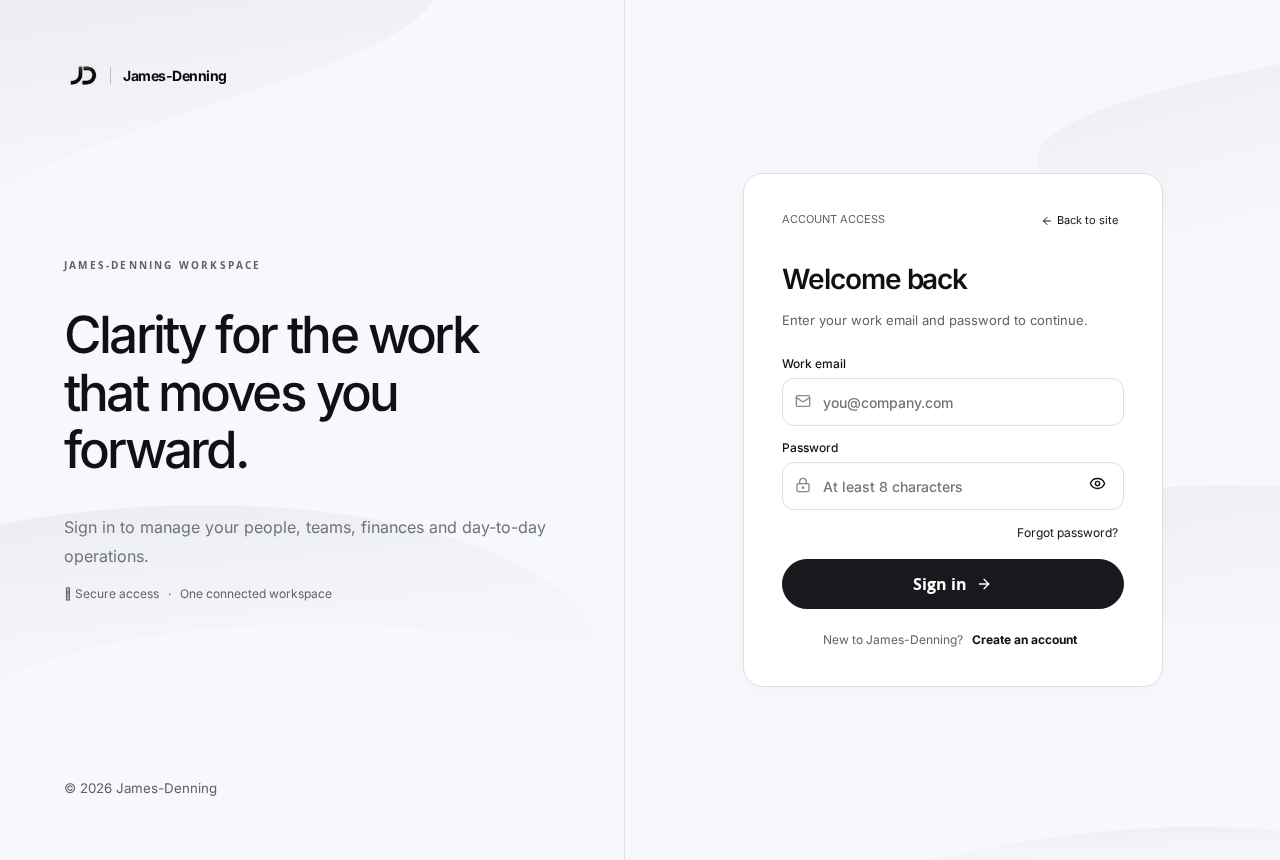 JD
James-Denning
JAMES-DENNING WORKSPACE
Clarity for the work
that moves you
forward.
Sign in to manage your people, teams, finances and day-to-day
operations.
Secure access · One connected workspace
© 2026 James-Denning
ACCOUNT ACCESS
← Back to site
Welcome back
Enter your work email and password to continue.
Work email
you@company.com
Password
At least 8 characters
Forgot password?
Sign in →
New to James-Denning? Create an account